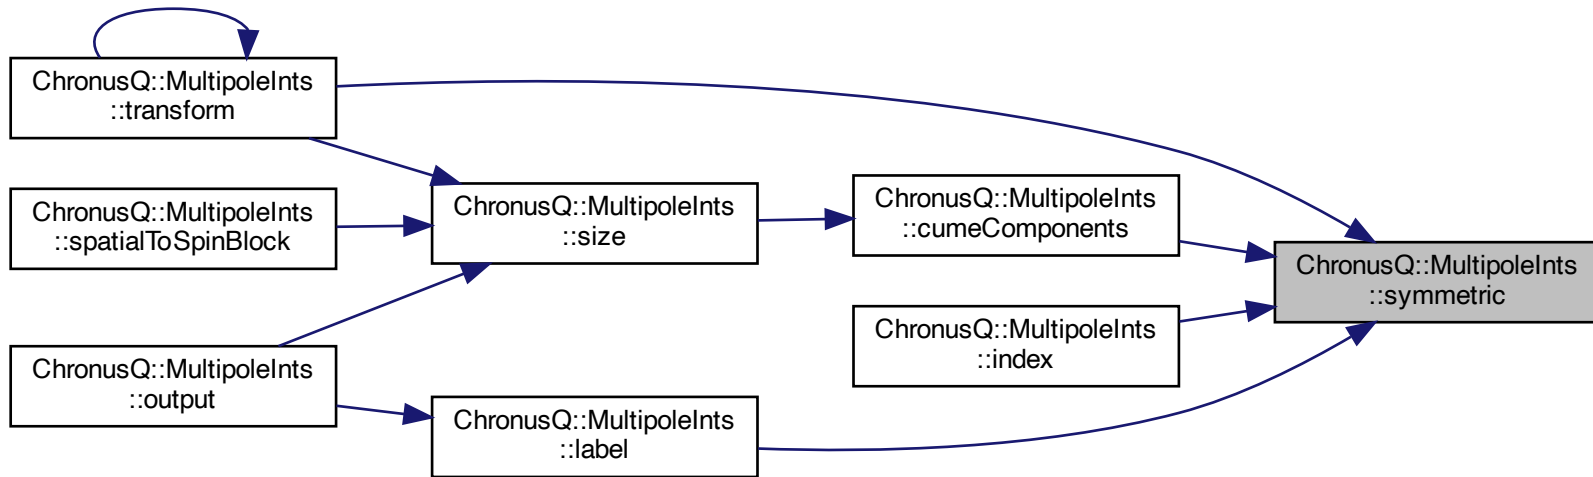 ChronusQ::MultipoleInts
::transform
ChronusQ::MultipoleInts
::spatialToSpinBlock
ChronusQ::MultipoleInts
::output
ChronusQ::MultipoleInts
::size
ChronusQ::MultipoleInts
::label
ChronusQ::MultipoleInts
::cumeComponents
ChronusQ::MultipoleInts
::index
ChronusQ::MultipoleInts
::symmetric